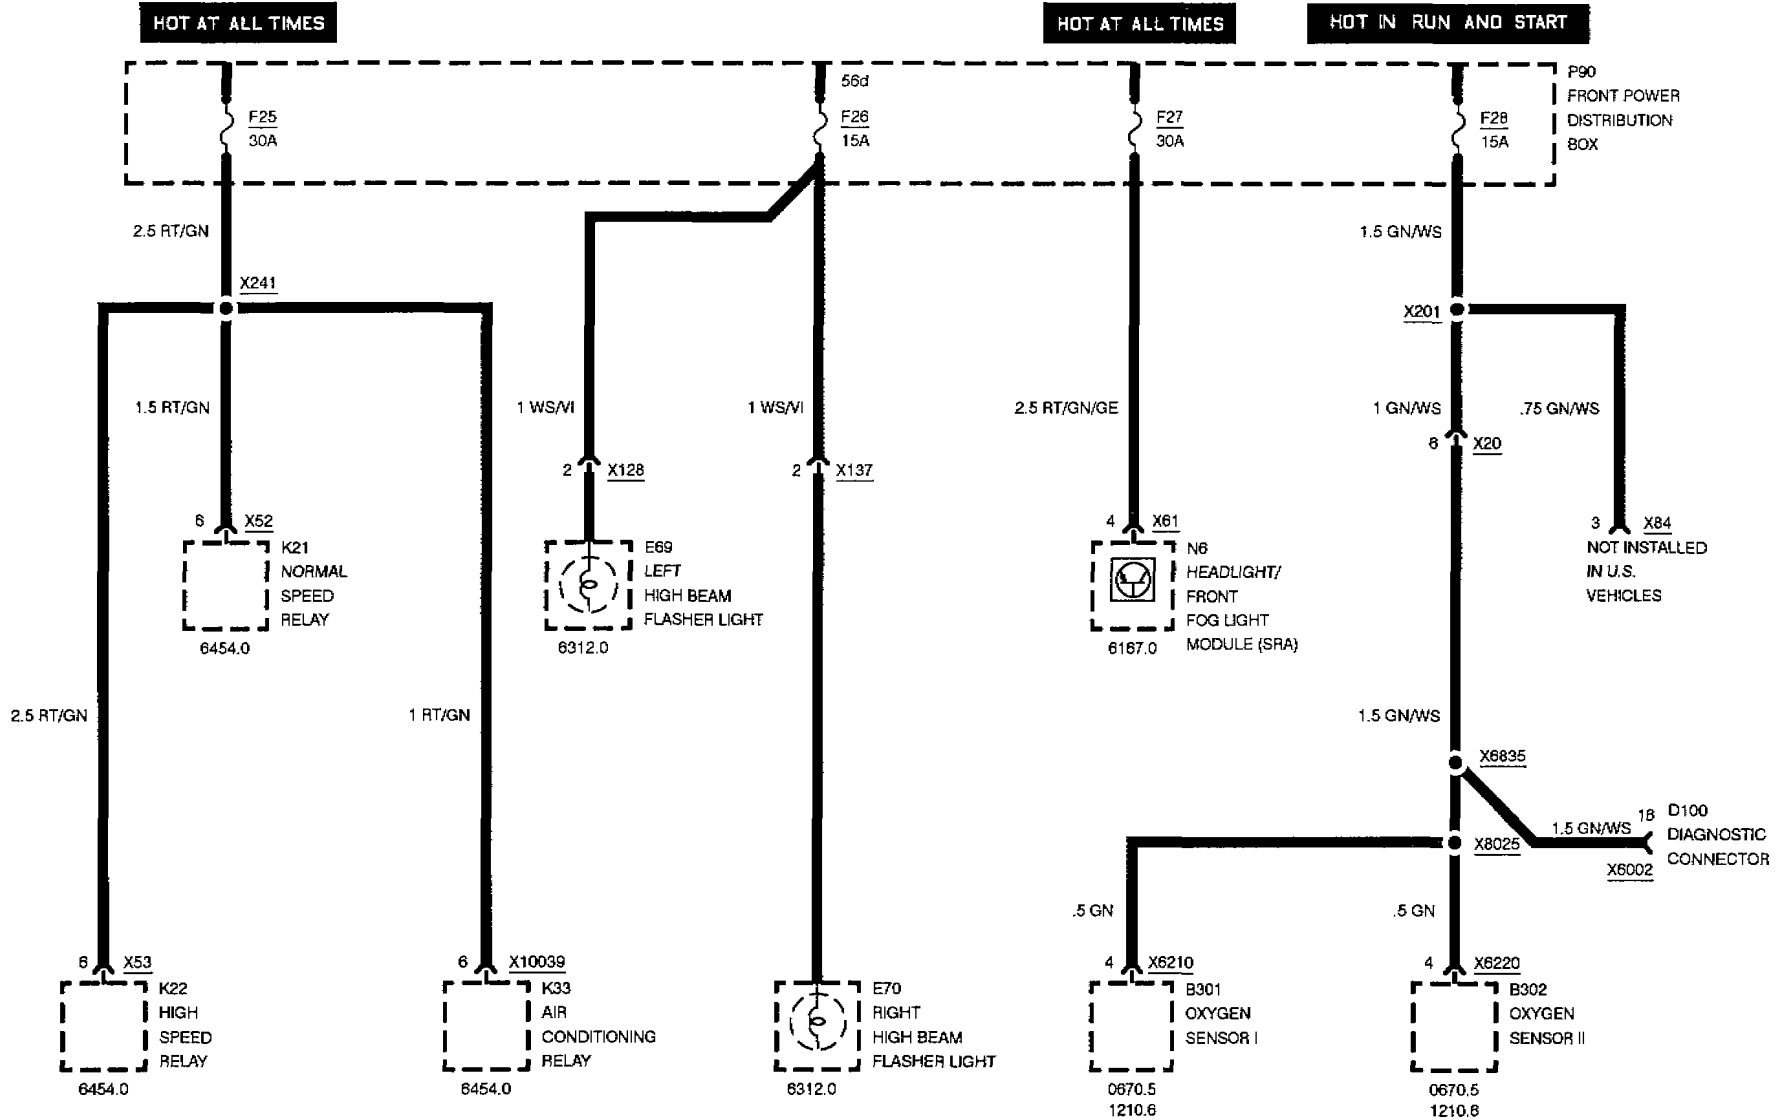 HOT AT ALL TIMES
HOT AT ALL TIMES
HOT IN RUN AND START
P90
FRONT POWER
DISTRIBUTION
BOX
F25
30A
56d
F26
15A
F27
30A
F28
15A
2.5 RT/GN
1.5 GN/WS
X241
X201
1.5 RT/GN
1 WS/VI
1 WS/VI
2.5 RT/GN/GE
1 GN/WS
.75 GN/WS
6 X20
2 X128
2 X137
6 X52
4 X61
3 X84
K21
NORMAL
SPEED
RELAY
6454.0
E69
LEFT
HIGH BEAM
FLASHER LIGHT
6312.0
N6
HEADLIGHT/
FRONT
FOG LIGHT
MODULE (SRA)
6167.0
NOT INSTALLED
IN U.S.
VEHICLES
2.5 RT/GN
1 RT/GN
1.5 GN/WS
X6835
18
D100
DIAGNOSTIC
CONNECTOR
1.5 GN/WS
X6002
X8025
.5 GN
.5 GN
6 X53
6 X10039
4 X6210
4 X6220
K22
HIGH
SPEED
RELAY
6454.0
K33
AIR
CONDITIONING
RELAY
6454.0
E70
RIGHT
HIGH BEAM
FLASHER LIGHT
6312.0
B301
OXYGEN
SENSOR I
0670.5
1210.6
B302
OXYGEN
SENSOR II
0670.5
1210.6